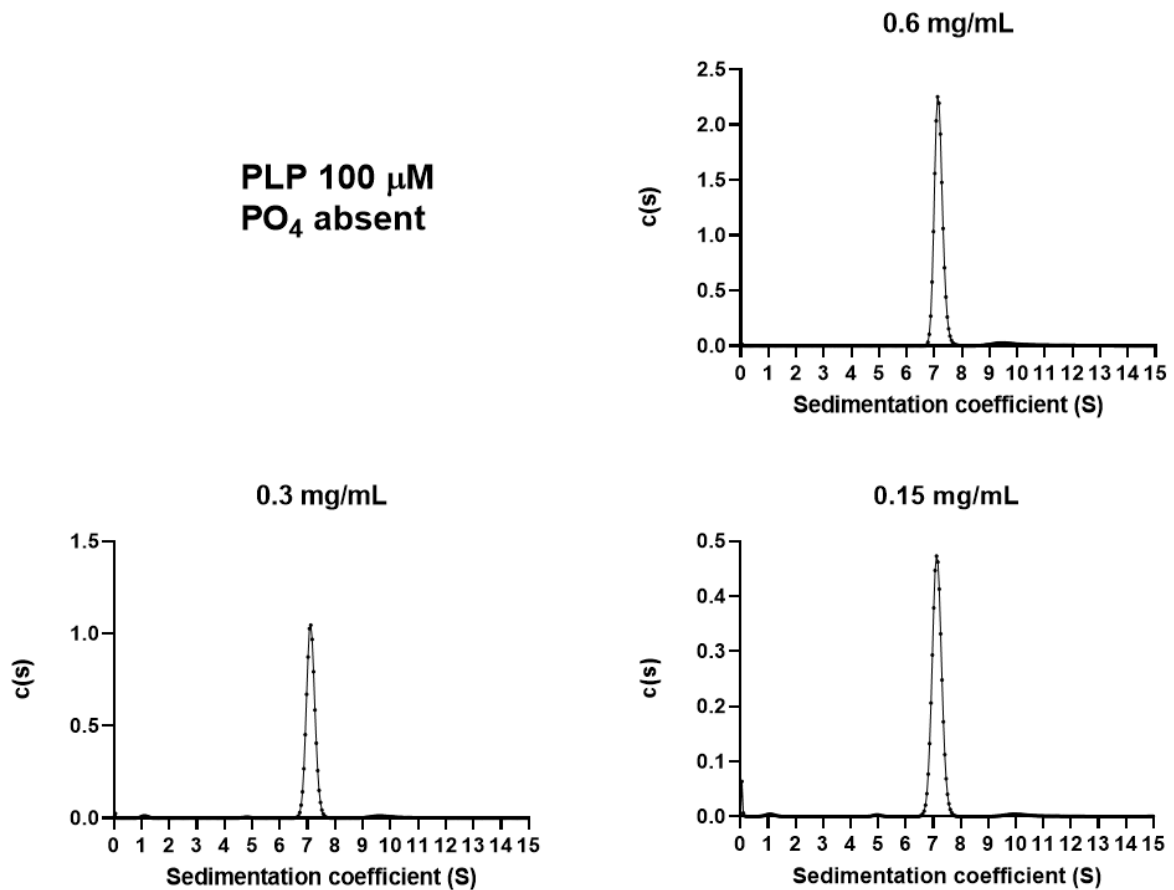 0.6 mg/mL
PLP 100 μM
PO₄ absent
2.5
2.0
1.5
1.0
0.5
0.0
c(s)
0 1 2 3 4 5 6 7 8 9 10 11 12 13 14 15
Sedimentation coefficient (S)
0.3 mg/mL
1.5
1.0
0.5
0.0
c(s)
0 1 2 3 4 5 6 7 8 9 10 11 12 13 14 15
Sedimentation coefficient (S)
0.15 mg/mL
0.5
0.4
0.3
0.2
0.1
0.0
c(s)
0 1 2 3 4 5 6 7 8 9 10 11 12 13 14 15
Sedimentation coefficient (S)